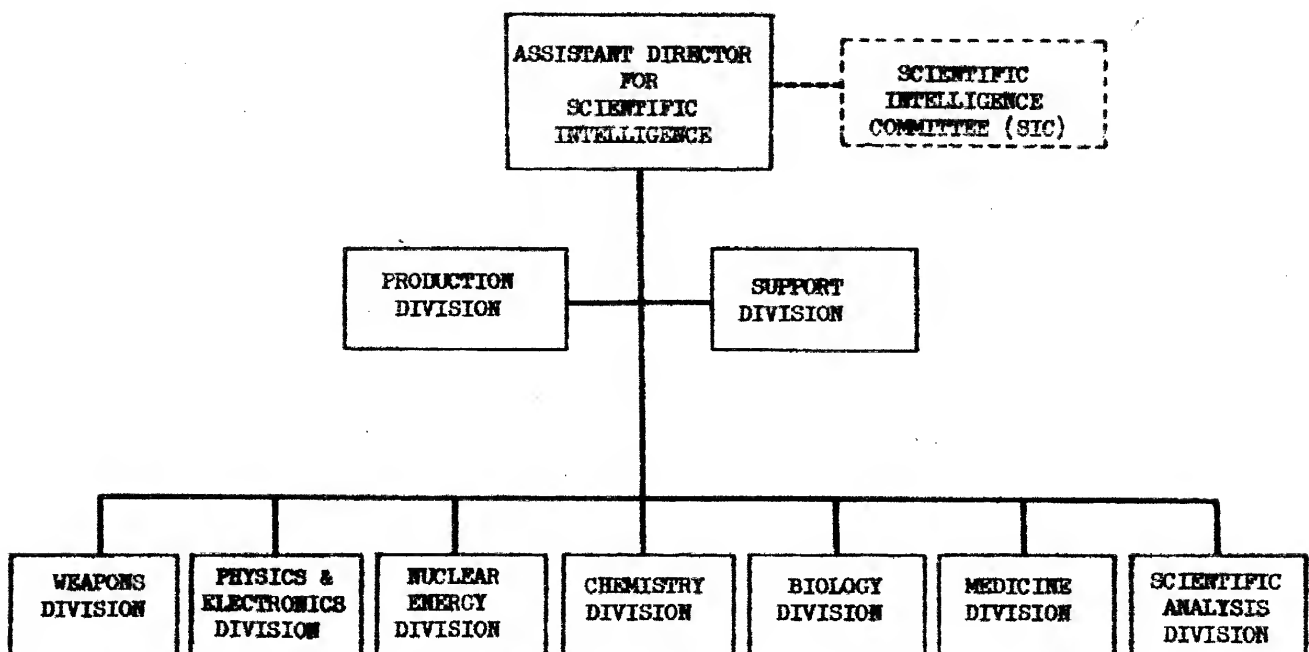 ASSISTANT DIRECTOR
FOR
SCIENTIFIC
INTELLIGENCE
SCIENTIFIC
INTELLIGENCE
COMMITTEE (SIC)
PRODUCTION
DIVISION
SUPPORT
DIVISION
WEAPONS
DIVISION
PHYSICS &
ELECTRONICS
DIVISION
NUCLEAR
ENERGY
DIVISION
CHEMISTRY
DIVISION
BIOLOGY
DIVISION
MEDICINE
DIVISION
SCIENTIFIC
ANALYSIS
DIVISION